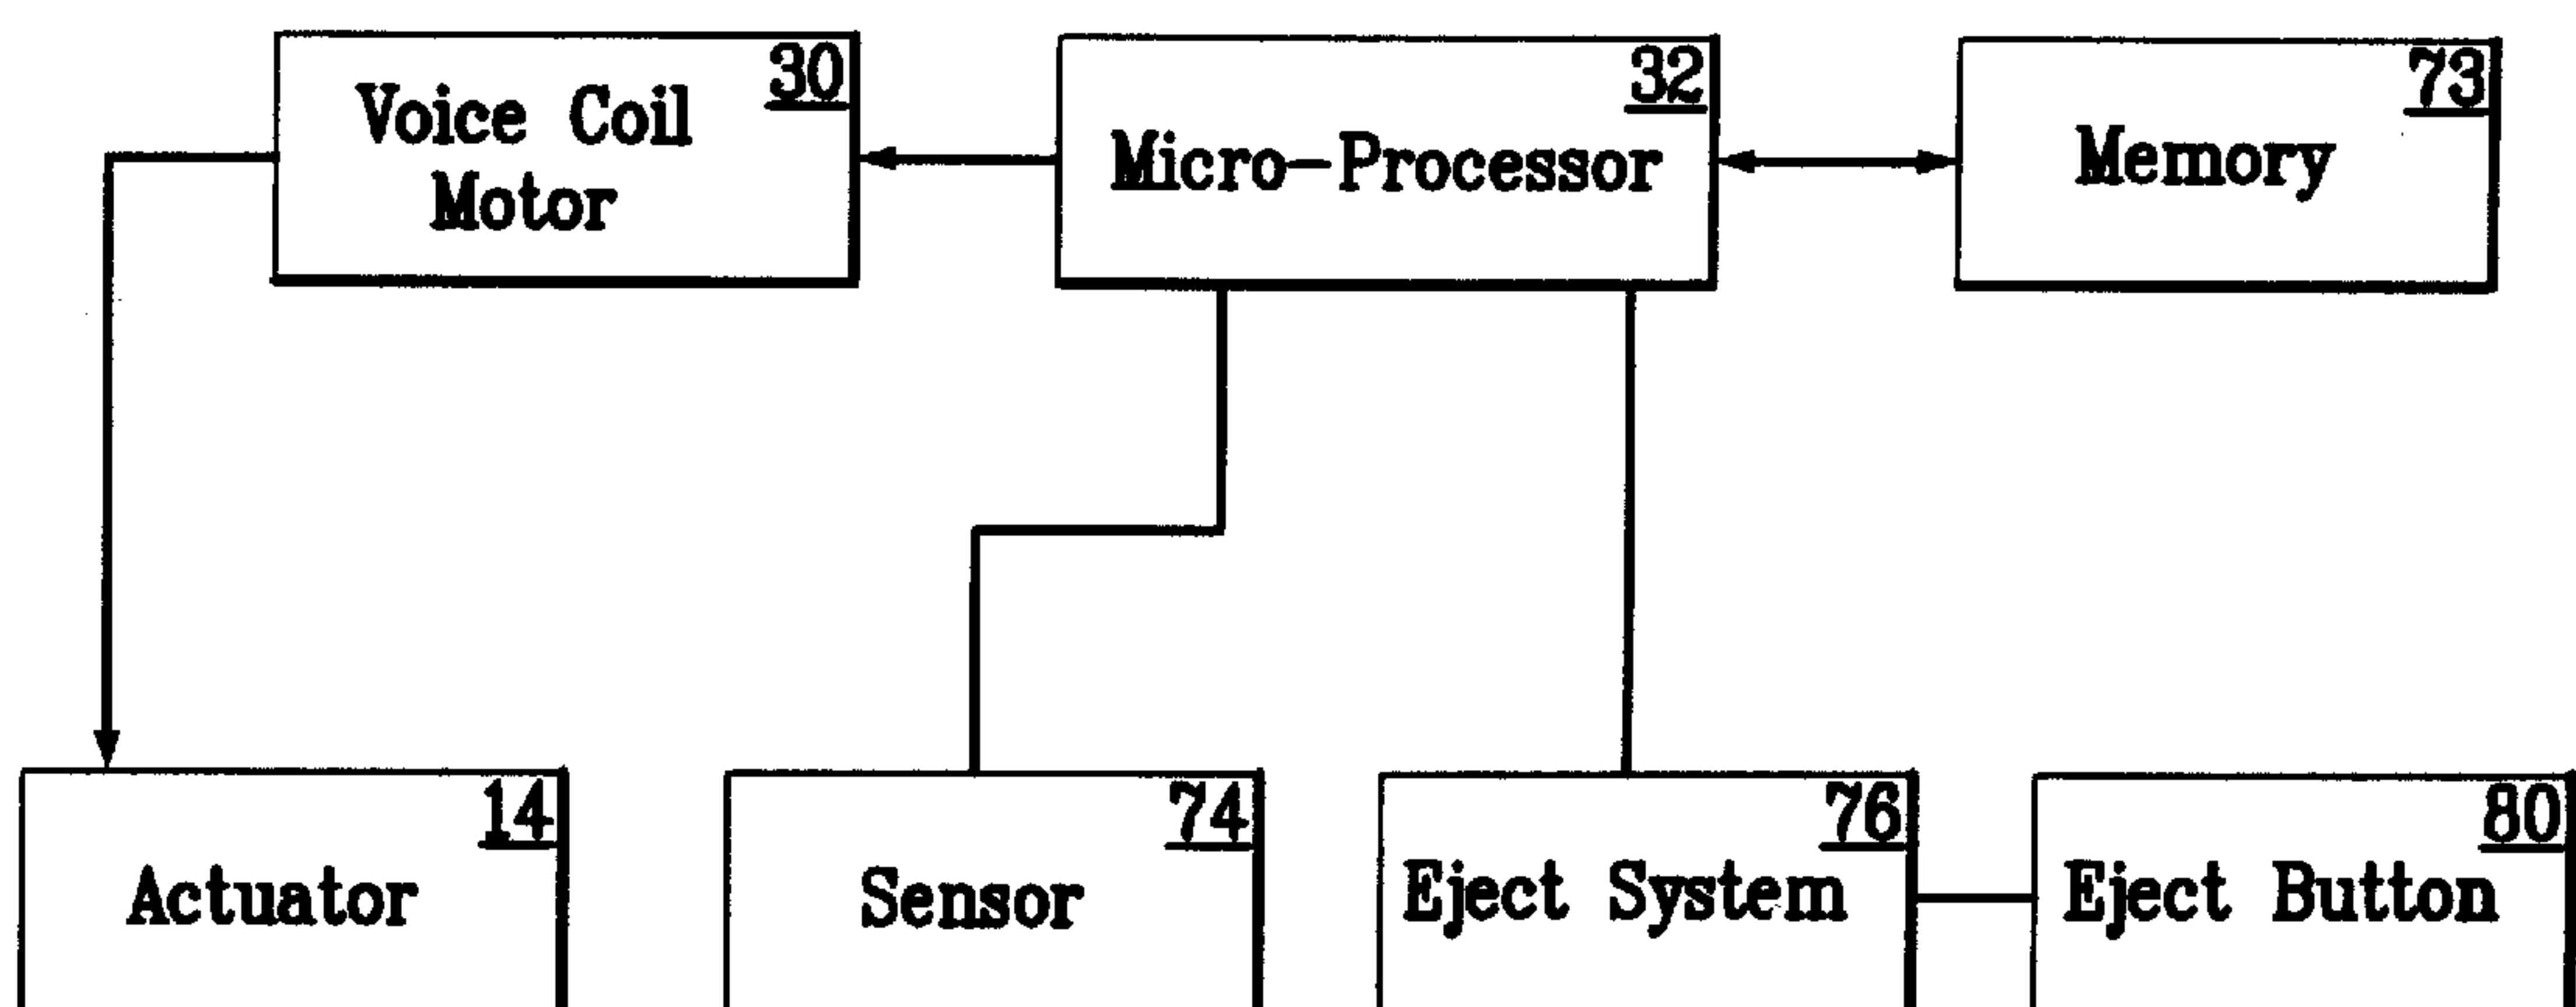 30
Voice Coil
Motor
32
Micro-Processor
73
Memory
14
Actuator
74
Sensor
76
Eject System
80
Eject Button